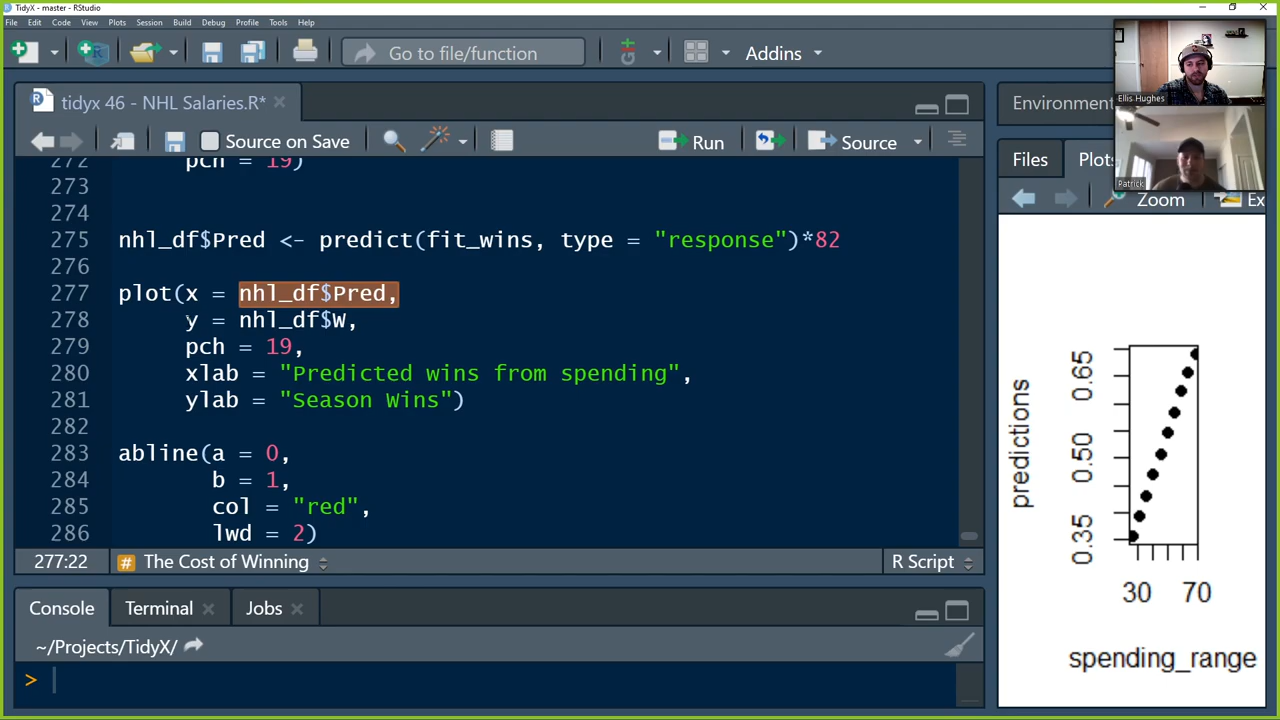 TidyX - master - RStudio
File Edit Code View Plots Session Build Debug Profile Tools Help
Go to file/function
Addins
Ellis Hughes
Patrick
tidyx 46 - NHL Salaries.R*
Source on Save
Run
Source
272 pch = 19)
273
274
275 nhl_df$Pred <- predict(fit_wins, type = "response")*82
276
277 plot(x = nhl_df$Pred,
278 y = nhl_df$W,
279 pch = 19,
280 xlab = "Predicted wins from spending",
281 ylab = "Season Wins")
282
283 abline(a = 0,
284 b = 1,
285 col = "red",
286 lwd = 2)
277:22 # The Cost of Winning R Script
Console Terminal Jobs
~/Projects/TidyX/
>
Environment
Files Plots
Zoom Ex
predictions
0.35 0.50 0.65
30 70
spending_range